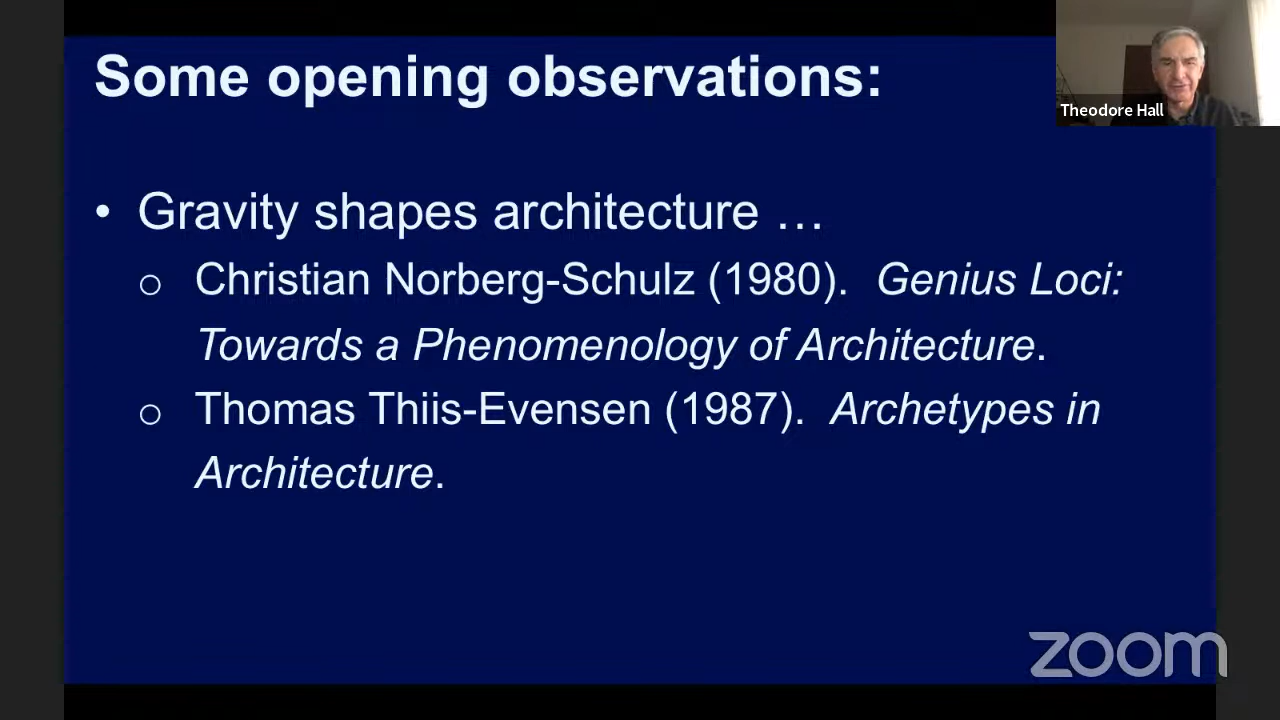 Some opening observations:
Theodore Hall
• Gravity shapes architecture …
o Christian Norberg-Schulz (1980). Genius Loci:
Towards a Phenomenology of Architecture.
o Thomas Thiis-Evensen (1987). Archetypes in
Architecture.
zoom